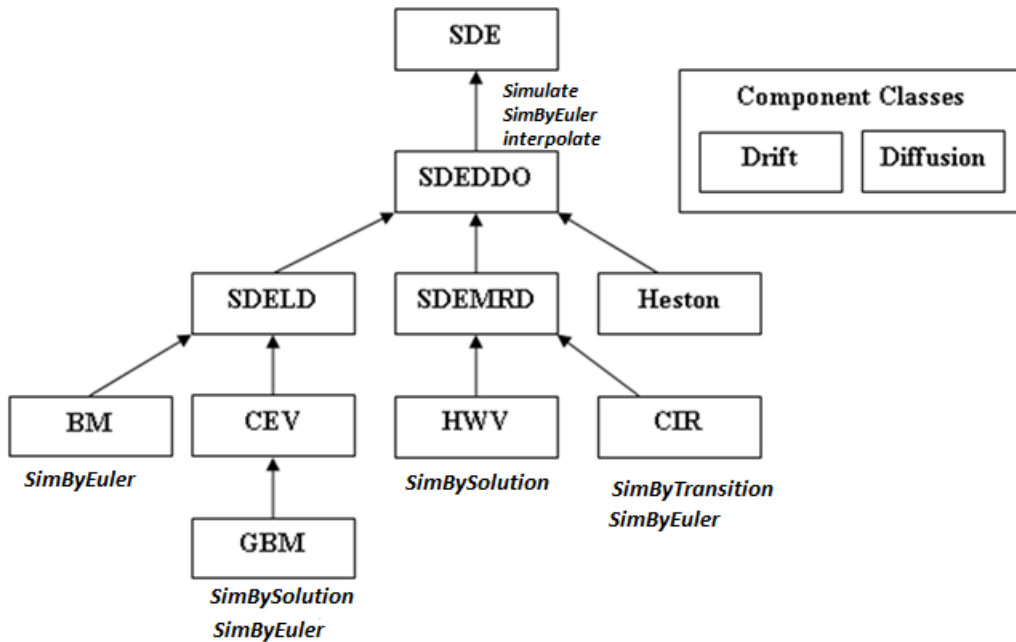 SDE
Simulate
SimByEuler
interpolate
Component Classes
Drift Diffusion
SDEDDO
SDELD SDEMRD Heston
BM CEV HWV CIR
SimByEuler SimBySolution SimByTransition
SimByEuler
GBM
SimBySolution
SimByEuler